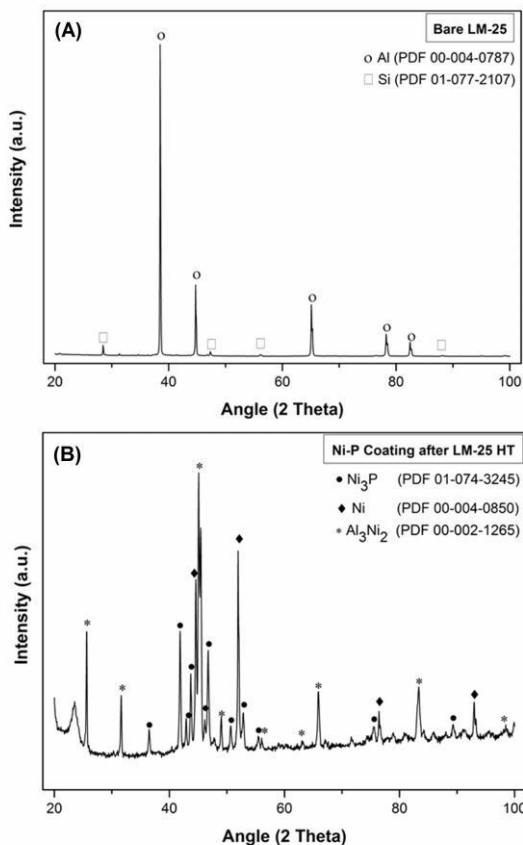 (A)
Bare LM-25
o Al (PDF 00-004-0787)
□ Si (PDF 01-077-2107)
Intensity (a.u.)
20 40 60 80 100
Angle (2 Theta)
(B)
Ni-P Coating after LM-25 HT
● Ni₃P (PDF 01-074-3245)
♦ Ni (PDF 00-004-0850)
* Al₃Ni₂ (PDF 00-002-1265)
Intensity (a.u.)
20 40 60 80 100
Angle (2 Theta)